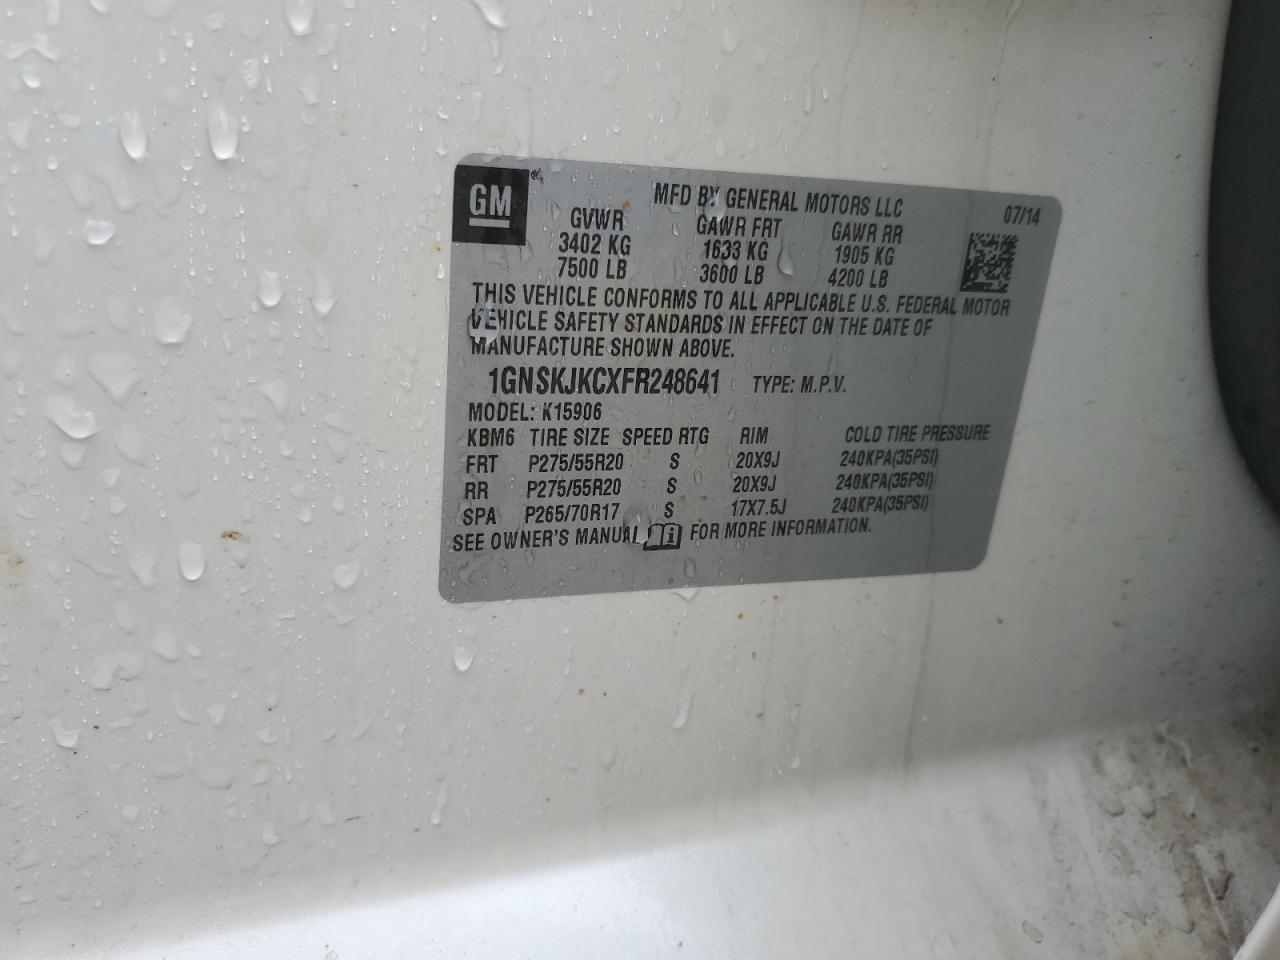 GM ® MFD BY GENERAL MOTORS LLC 07/14
GVWR GAWR FRT GAWR RR
3402 KG 1633 KG 1905 KG
7500 LB 3600 LB 4200 LB
THIS VEHICLE CONFORMS TO ALL APPLICABLE U.S. FEDERAL MOTOR
VEHICLE SAFETY STANDARDS IN EFFECT ON THE DATE OF
MANUFACTURE SHOWN ABOVE.
1GNSKJKCXFR248641 TYPE: M.P.V.
MODEL: K15906
KBM6 TIRE SIZE SPEED RTG RIM COLD TIRE PRESSURE
FRT P275/55R20 S 20X9J 240KPA(35PSI)
RR P275/55R20 S 20X9J 240KPA(35PSI)
SPA P265/70R17 S 17X7.5J 240KPA(35PSI)
SEE OWNER'S MANUAL i FOR MORE INFORMATION.